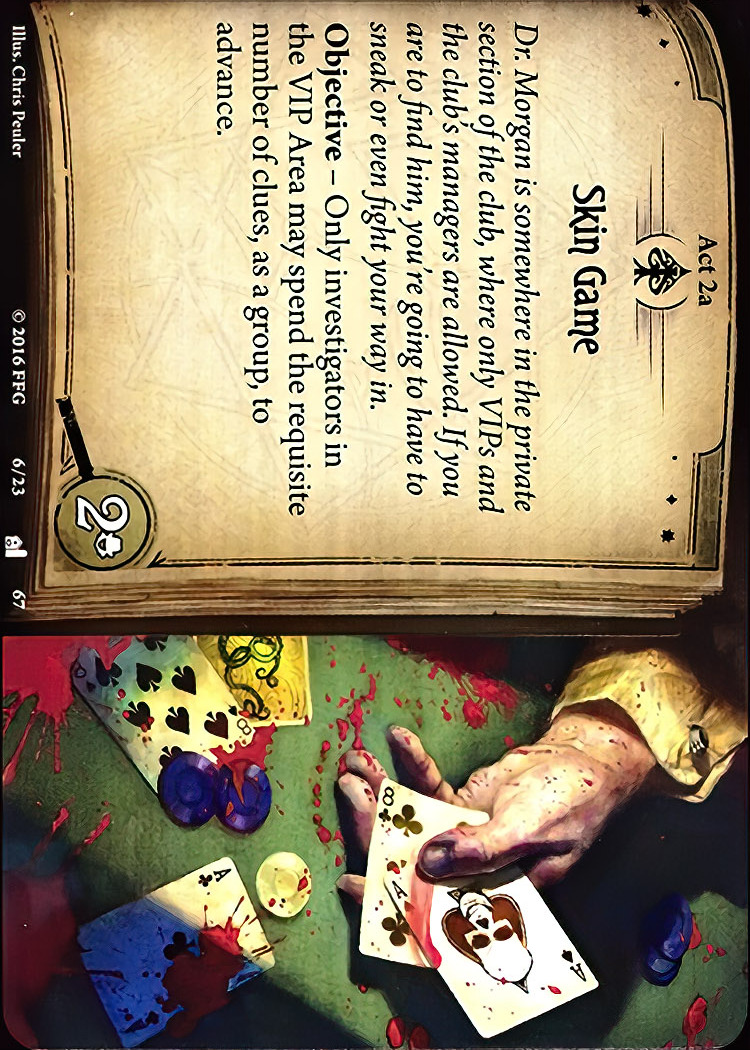 Act 2a
Skin Game
Dr. Morgan is somewhere in the private
section of the club, where only VIPs and
the club's managers are allowed. If you
are to find him, you're going to have to
sneak or even fight your way in.
Objective – Only investigators in
the VIP Area may spend the requisite
number of clues, as a group, to
advance.
2
Illus. Chris Peuler
© 2016 FFG
6/23
67
A
8
A
8
A